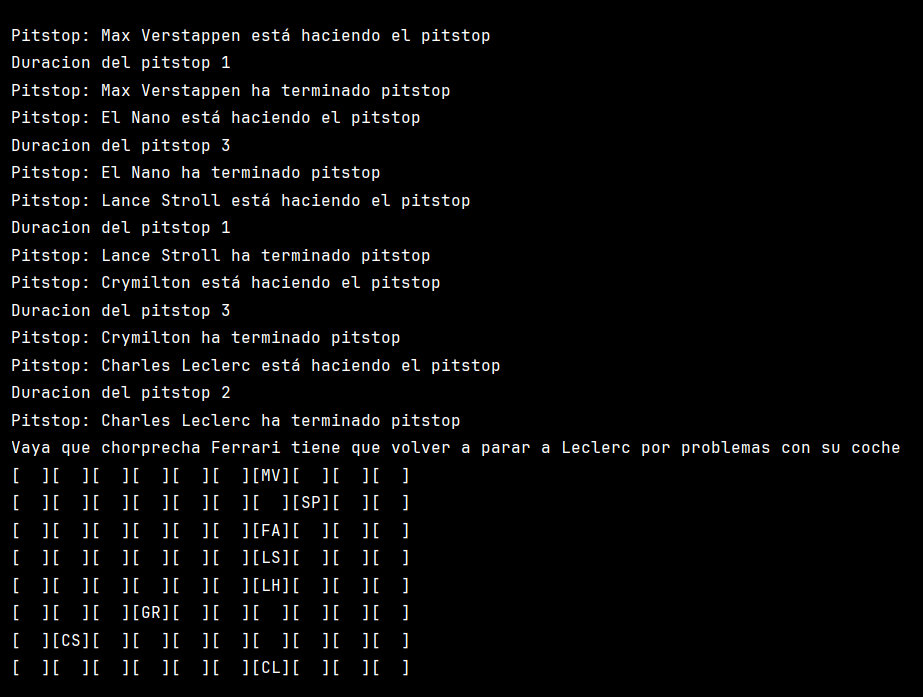 Pitstop: Max Verstappen está haciendo el pitstop
Duracion del pitstop 1
Pitstop: Max Verstappen ha terminado pitstop
Pitstop: El Nano está haciendo el pitstop
Duracion del pitstop 3
Pitstop: El Nano ha terminado pitstop
Pitstop: Lance Stroll está haciendo el pitstop
Duracion del pitstop 1
Pitstop: Lance Stroll ha terminado pitstop
Pitstop: Crymilton está haciendo el pitstop
Duracion del pitstop 3
Pitstop: Crymilton ha terminado pitstop
Pitstop: Charles Leclerc está haciendo el pitstop
Duracion del pitstop 2
Pitstop: Charles Leclerc ha terminado pitstop
Vaya que chorprecha Ferrari tiene que volver a parar a Leclerc por problemas con su coche
[  ][  ][  ][  ][  ][  ][MV][  ][  ][  ]
[  ][  ][  ][  ][  ][  ][  ][SP][  ][  ]
[  ][  ][  ][  ][  ][  ][FA][  ][  ][  ]
[  ][  ][  ][  ][  ][  ][LS][  ][  ][  ]
[  ][  ][  ][  ][  ][  ][LH][  ][  ][  ]
[  ][  ][  ][GR][  ][  ][  ][  ][  ][  ]
[  ][CS][  ][  ][  ][  ][  ][  ][  ][  ]
[  ][  ][  ][  ][  ][  ][CL][  ][  ][  ]